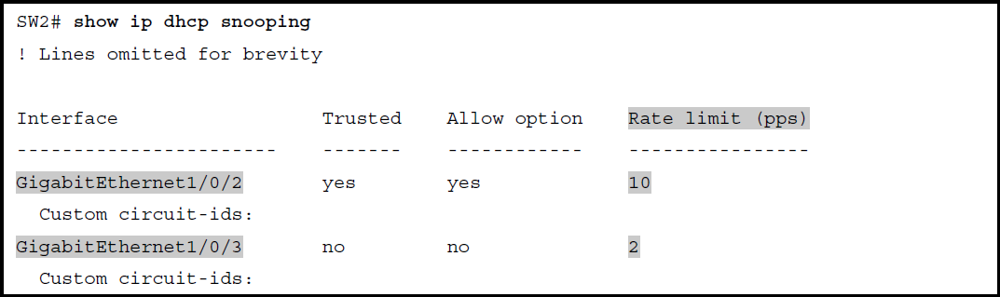 SW2# show ip dhcp snooping
! Lines omitted for brevity
Interface Trusted Allow option Rate limit (pps)
----------------------- ------- ------------ ----------------
GigabitEthernet1/0/2 yes yes 10
Custom circuit-ids:
GigabitEthernet1/0/3 no no 2
Custom circuit-ids: